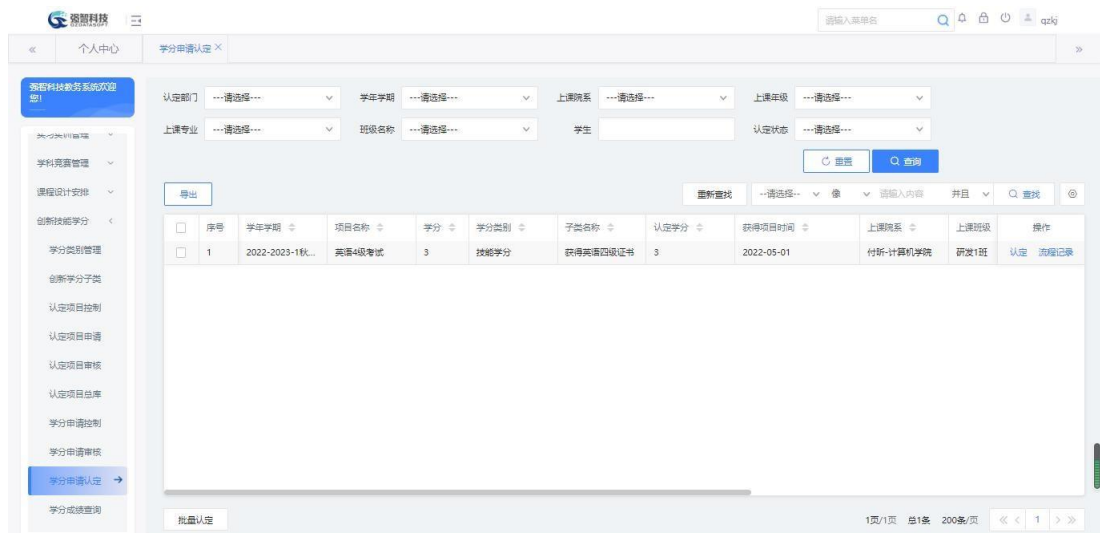 强智科技
QZDATASOFT
请输入菜单名
qzkj
个人中心
学分申请认定
强智科技教务系统欢迎
您!
认定部门 ---请选择---
学年学期 ---请选择---
上课院系 ---请选择---
上课年级 ---请选择---
上课专业 ---请选择---
班级名称 ---请选择---
学生
认定状态 ---请选择---
重置 查询
导出
重新查找 --请选择-- 像 请输入内容 并且 查找
序号 学年学期 项目名称 学分 学分类别 子类名称 认定学分 获得项目时间 上课院系 上课班级 操作
1 2022-2023-1秋... 英语4级考试 3 技能学分 获得英语四级证书 3 2022-05-01 付昕-计算机学院 研发1班 认定 流程记录
实习实训管理
学科竞赛管理
课程设计安排
创新技能学分
学分类别管理
创新学分子类
认定项目控制
认定项目申请
认定项目审核
认定项目总库
学分申请控制
学分申请审核
学分申请认定
学分成绩查询
批量认定
1页/1页 总1条 200条/页 1